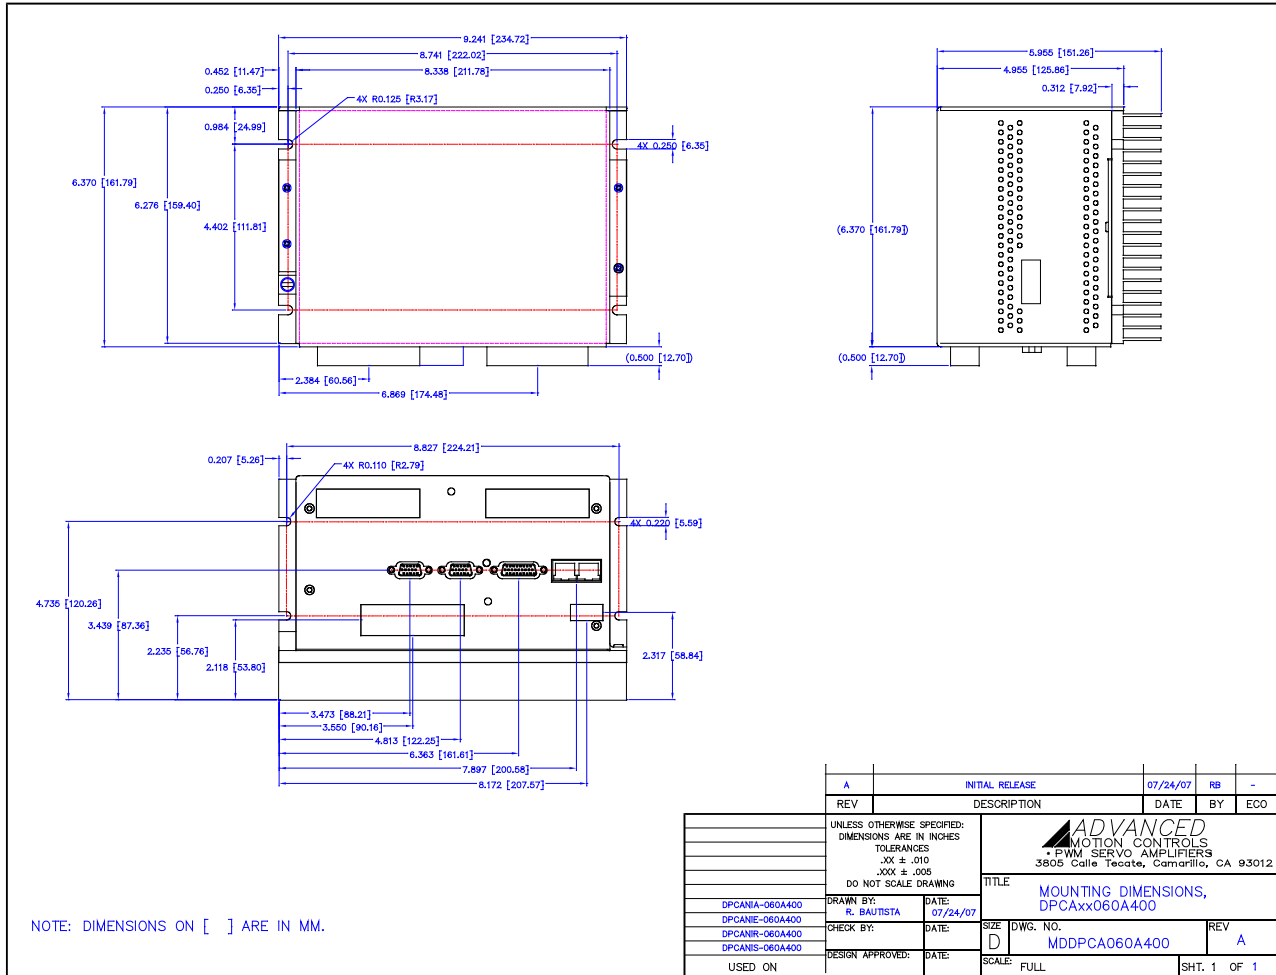 9.241 [234.72]
8.741 [222.02]
0.452 [11.47]
8.338 [211.78]
0.250 [6.35]
4X R0.125 [R3.17]
0.984 [24.99]
4X 0.250 [6.35]
6.370 [161.79]
6.276 [159.40]
4.402 [111.81]
(0.500 [12.70])
2.384 [60.56]
6.869 [174.48]
5.955 [151.26]
4.955 [125.86]
0.312 [7.92]
(6.370 [161.79])
(0.500 [12.70])
8.827 [224.21]
0.207 [5.26]
4X R0.110 [R2.79]
4X 0.220 [5.59]
4.735 [120.26]
3.439 [87.36]
2.235 [56.76]
2.118 [53.80]
2.317 [58.84]
3.473 [88.21]
3.550 [90.16]
4.813 [122.25]
6.363 [161.61]
7.897 [200.58]
8.172 [207.57]
NOTE: DIMENSIONS ON [ ] ARE IN MM.
A INITIAL RELEASE 07/24/07 RB -
REV DESCRIPTION DATE BY ECO
UNLESS OTHERWISE SPECIFIED:
DIMENSIONS ARE IN INCHES
TOLERANCES
.XX ± .010
.XXX ± .005
DO NOT SCALE DRAWING
ADVANCED
MOTION CONTROLS
• PWM SERVO AMPLIFIERS
3805 Calle Tecate, Camarillo, CA 93012
TITLE
MOUNTING DIMENSIONS,
DPCAxx060A400
DPCANIA-060A400
DPCANIE-060A400
DPCANIR-060A400
DPCANIS-060A400
USED ON
DRAWN BY: DATE:
R. BAUTISTA 07/24/07
CHECK BY: DATE:
DESIGN APPROVED: DATE:
SIZE DWG. NO. REV
D MDDPCA060A400 A
SCALE: FULL SHT. 1 OF 1